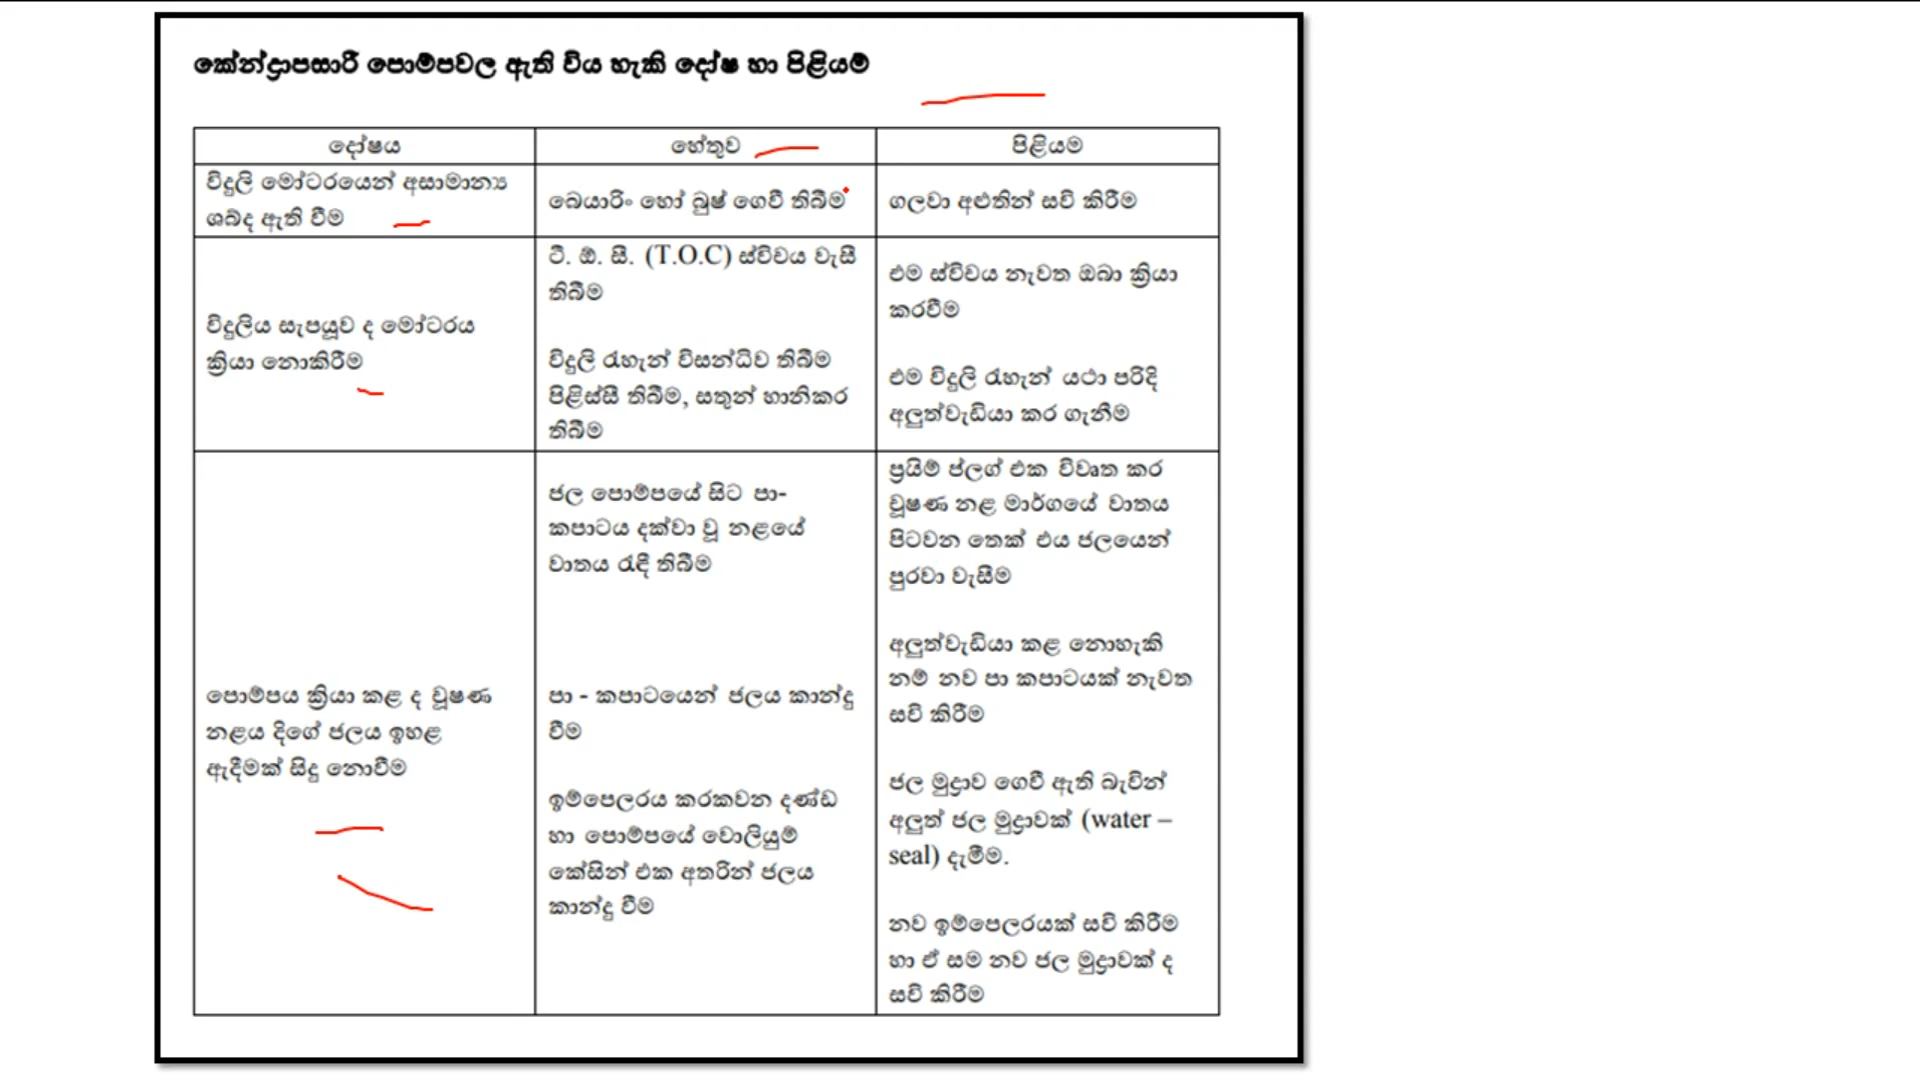 කේන්ද්‍රාපසාරී පොම්පවල ඇති විය හැකි දෝෂ හා පිළියම්
දෝෂය
හේතුව
පිළියම
විදුලි මෝටරයෙන් අසාමාන්‍ය
ශබ්ද ඇති වීම
බෙයාරිං හෝ බුෂ් ගෙවී තිබීම
ගලවා අළුතින් සවි කිරීම
විදුලිය සැපයූව ද මෝටරය
ක්‍රියා නොකිරීම
ටී. ඕ. සී. (T.O.C) ස්විචය වැසී
තිබීම
විදුලි රැහැන් විසන්ධිව තිබීම
පිළිස්සී තිබීම, සතුන් හානිකර
තිබීම
එම ස්විචය නැවත ඔබා ක්‍රියා
කරවීම
එම විදුලි රැහැන් යථා පරිදි
අලුත්වැඩියා කර ගැනීම
පොම්පය ක්‍රියා කළ ද චූෂණ
නළය දිගේ ජලය ඉහළ
ඇදීමක් සිදු නොවීම
ජල පොම්පයේ සිට පා-
කපාටය දක්වා වූ නළයේ
වාතය රැඳී තිබීම
පා - කපාටයෙන් ජලය කාන්දු
වීම
ඉම්පෙලරය කරකවන දණ්ඩ
හා පොම්පයේ වොලියුම්
කේසින් එක අතරින් ජලය
කාන්දු වීම
ප්‍රයිම් ප්ලග් එක විවෘත කර
චූෂණ නළ මාර්ගයේ වාතය
පිටවන තෙක් එය ජලයෙන්
පුරවා වැසීම
අලුත්වැඩියා කළ නොහැකි
නම් නව පා කපාටයක් නැවත
සවි කිරීම
ජල මුද්‍රාව ගෙවී ඇති බැවින්
අලුත් ජල මුද්‍රාවක් (water –
seal) දැමීම.
නව ඉම්පෙලරයක් සවි කිරීම
හා ඒ සම නව ජල මුද්‍රාවක් ද
සවි කිරීම